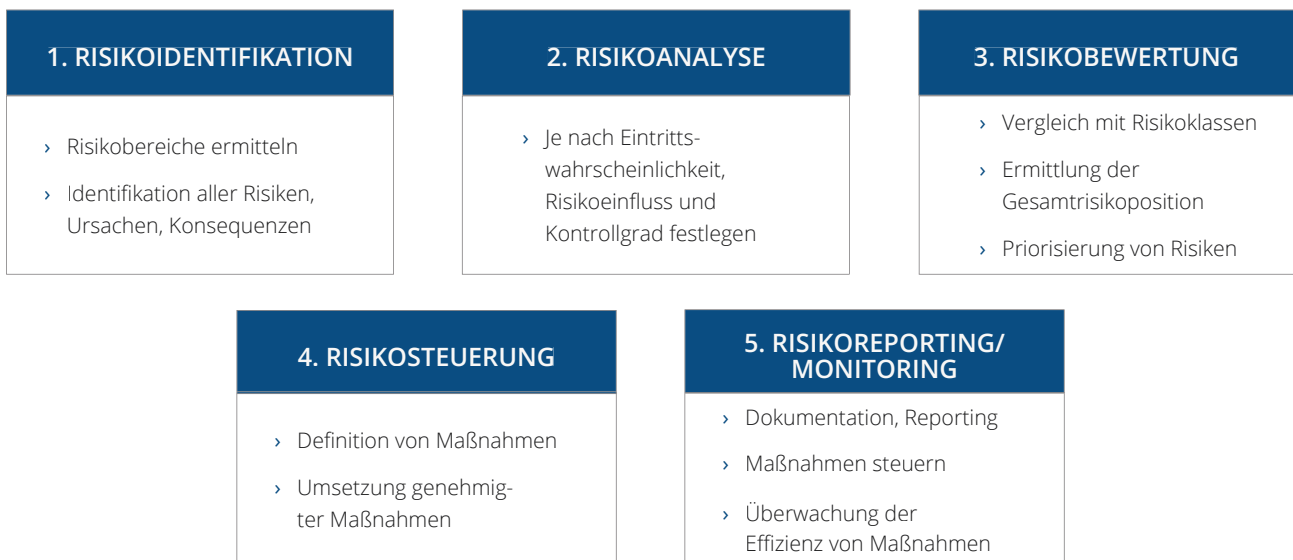 1. RISIKOIDENTIFIKATION
› Risikobereiche ermitteln
› Identifikation aller Risiken,
Ursachen, Konsequenzen
2. RISIKOANALYSE
› Je nach Eintritts-
wahrscheinlichkeit,
Risikoeinfluss und
Kontrollgrad festlegen
3. RISIKOBEWERTUNG
› Vergleich mit Risikoklassen
› Ermittlung der
Gesamtrisikoposition
› Priorisierung von Risiken
4. RISIKOSTEUERUNG
› Definition von Maßnahmen
› Umsetzung genehmig-
ter Maßnahmen
5. RISIKOREPORTING/
MONITORING
› Dokumentation, Reporting
› Maßnahmen steuern
› Überwachung der
Effizienz von Maßnahmen